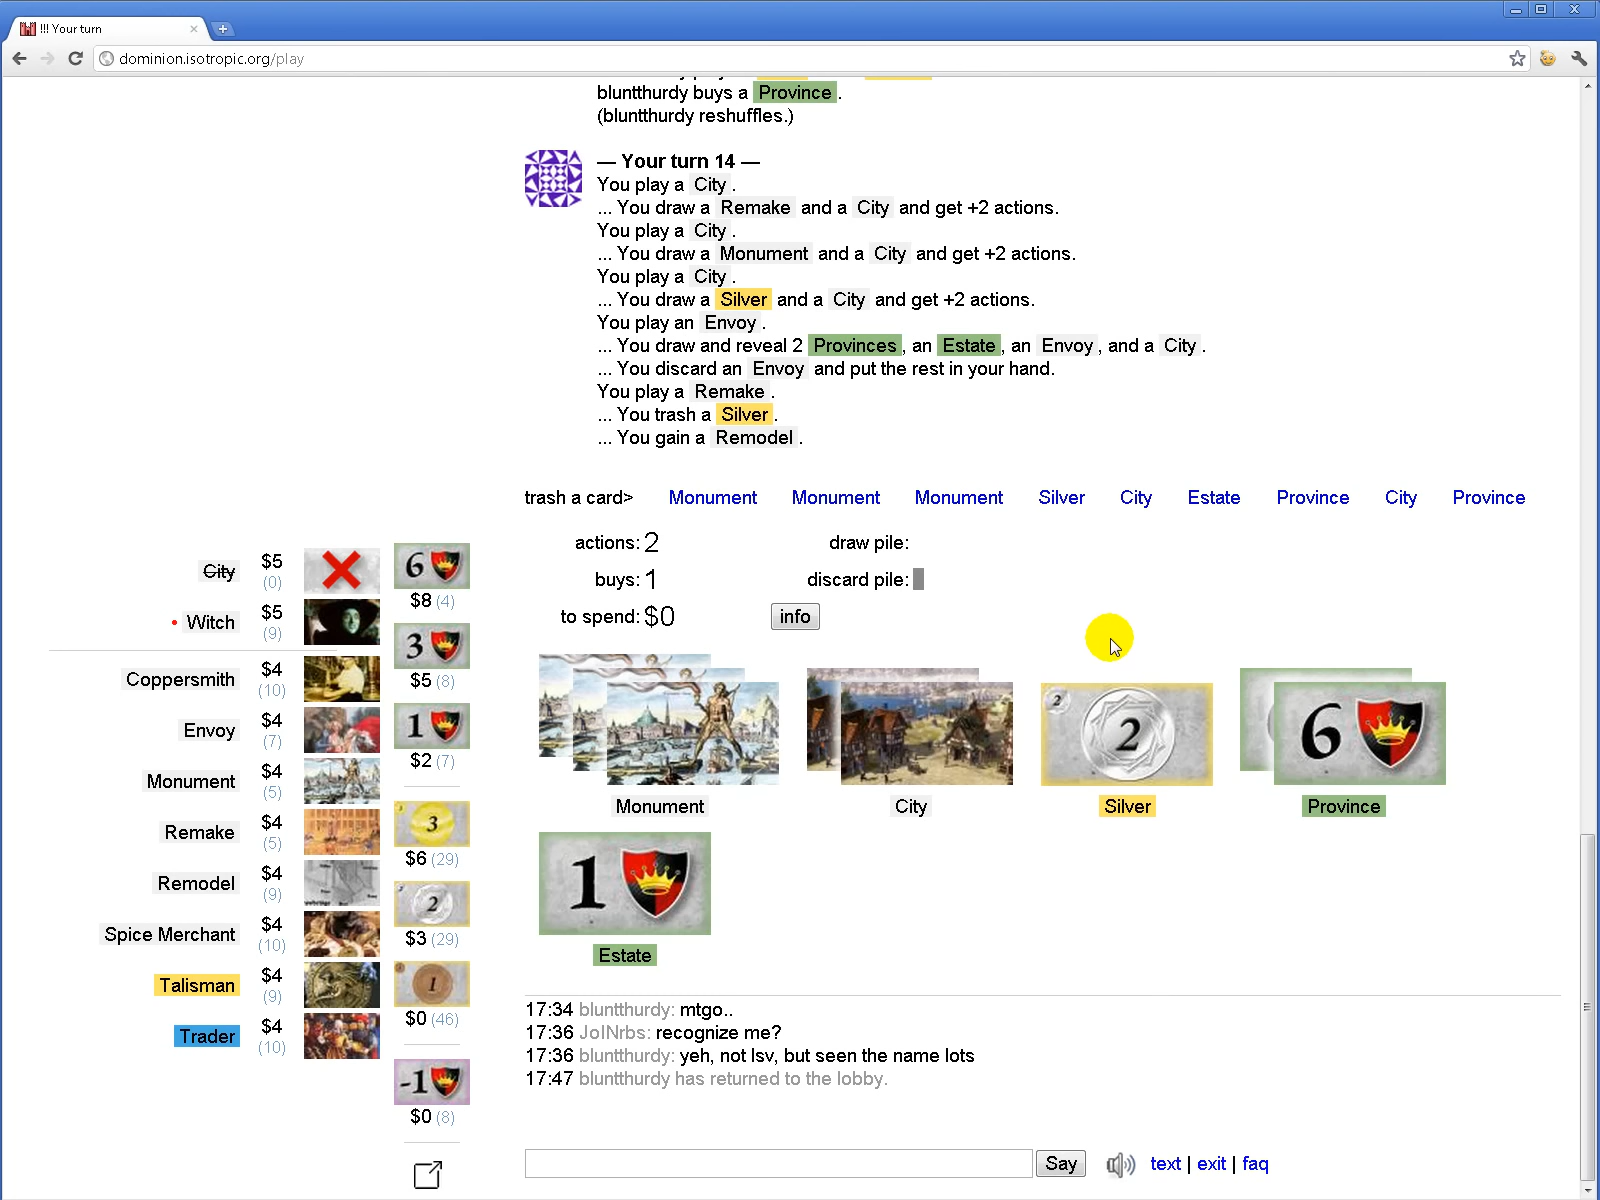 !!! Your turn
dominion.isotropic.org/play
bluntthurdy buys a Province .
(bluntthurdy reshuffles.)
— Your turn 14 —
You play a City .
... You draw a Remake and a City and get +2 actions.
You play a City .
... You draw a Monument and a City and get +2 actions.
You play a City .
... You draw a Silver and a City and get +2 actions.
You play an Envoy .
... You draw and reveal 2 Provinces , an Estate , an Envoy , and a City .
... You discard an Envoy and put the rest in your hand.
You play a Remake .
... You trash a Silver .
... You gain a Remodel .
trash a card> Monument Monument Monument Silver City Estate Province City Province
actions: 2 draw pile:
buys: 1 discard pile:
to spend: $0 info
City $5 (0)
Witch $5 (9)
Coppersmith $4 (10)
Envoy $4 (7)
Monument $4 (5)
Remake $4 (5)
Remodel $4 (9)
Spice Merchant $4 (10)
Talisman $4 (9)
Trader $4 (10)
6
$8 (4)
3
$5 (8)
1
$2 (7)
3
$6 (29)
2
$3 (29)
1
$0 (46)
-1
$0 (8)
Monument
City
2 2
Silver
6
Province
1
Estate
17:34 bluntthurdy: mtgo..
17:36 JolNrbs: recognize me?
17:36 bluntthurdy: yeh, not lsv, but seen the name lots
17:47 bluntthurdy has returned to the lobby.
Say text | exit | faq